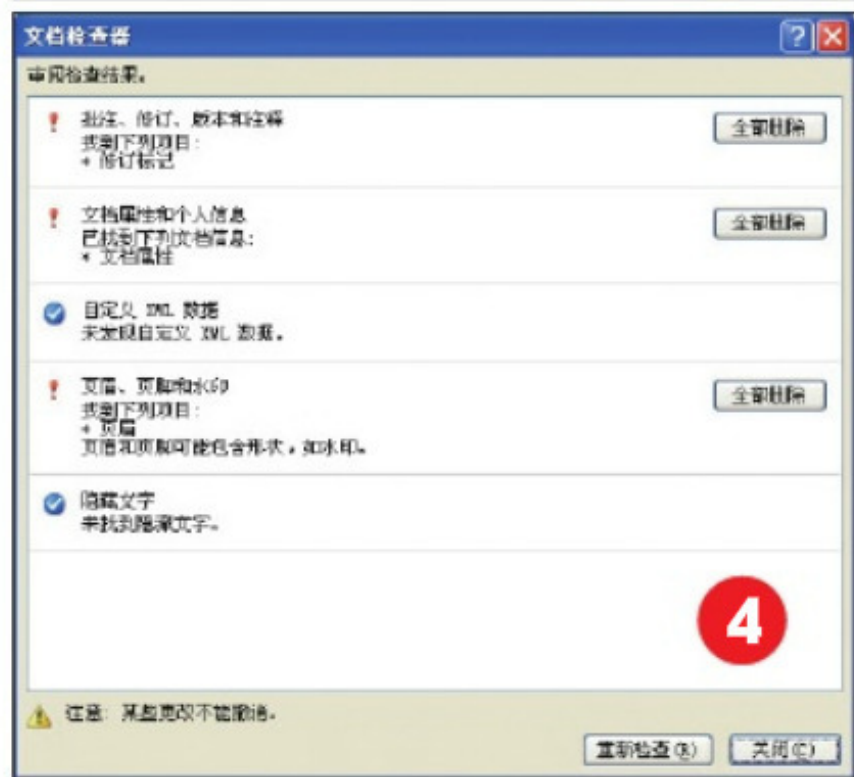 文档检查器
审阅检查结果。
批注、修订、版本和注释
全部删除
找到下列项目：
* 修订标记
文档属性和个人信息
全部删除
已找到下列文档信息：
* 文档属性
自定义 XML 数据
未发现自定义 XML 数据。
页眉、页脚和水印
全部删除
找到下列项目：
* 页眉
页眉和页脚可能包含形状，如水印。
隐藏文字
未找到隐藏文字。
4
注意: 某些更改不能撤消。
重新检查(R)
关闭(C)